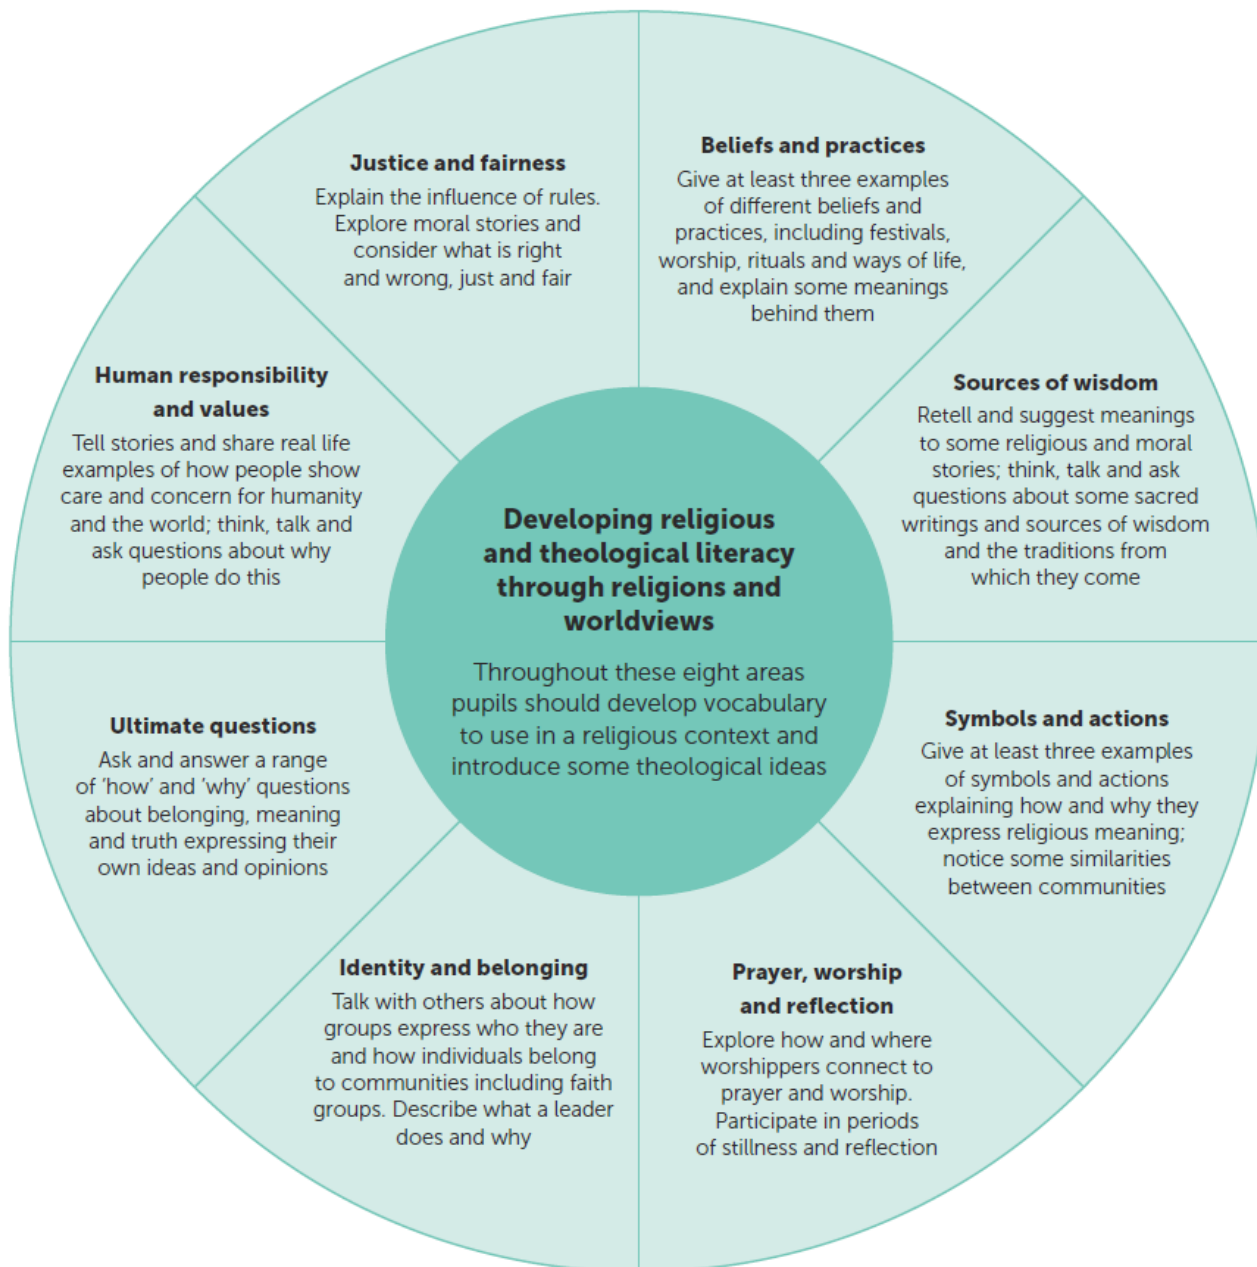 Justice and fairness
Explain the influence of rules.
Explore moral stories and
consider what is right
and wrong, just and fair
Beliefs and practices
Give at least three examples
of different beliefs and
practices, including festivals,
worship, rituals and ways of life,
and explain some meanings
behind them
Sources of wisdom
Retell and suggest meanings
to some religious and moral
stories; think, talk and ask
questions about some sacred
writings and sources of wisdom
and the traditions from
which they come
Symbols and actions
Give at least three examples
of symbols and actions
explaining how and why they
express religious meaning;
notice some similarities
between communities
Prayer, worship
and reflection
Explore how and where
worshippers connect to
prayer and worship.
Participate in periods
of stillness and reflection
Identity and belonging
Talk with others about how
groups express who they are
and how individuals belong
to communities including faith
groups. Describe what a leader
does and why
Ultimate questions
Ask and answer a range
of ‘how’ and ‘why’ questions
about belonging, meaning
and truth expressing their
own ideas and opinions
Human responsibility
and values
Tell stories and share real life
examples of how people show
care and concern for humanity
and the world; think, talk and
ask questions about why
people do this
Developing religious
and theological literacy
through religions and
worldviews
Throughout these eight areas
pupils should develop vocabulary
to use in a religious context and
introduce some theological ideas